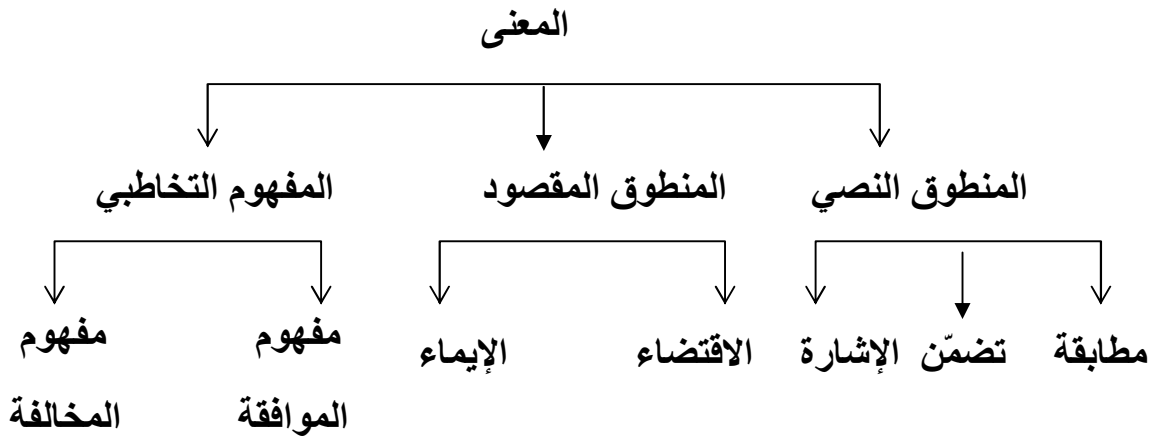 المعنى
المنطوق النصي المنطوق المقصود المفهوم التخاطبي
مطابقة تضمّن الإشارة الاقتضاء الإيماء مفهوم مفهوم
الموافقة المخالفة